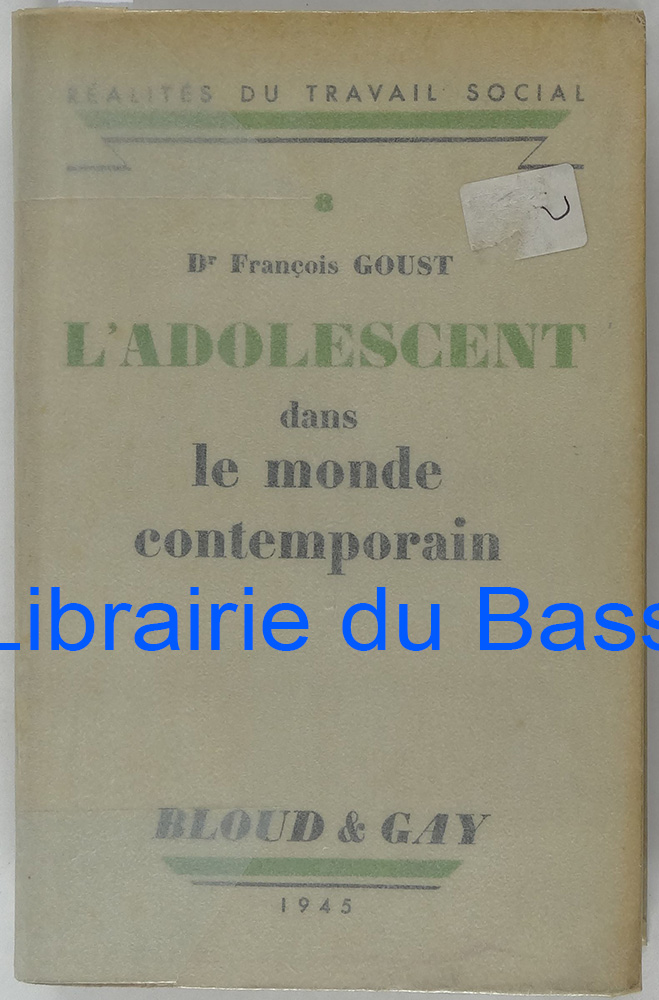 RÉALITÉS DU TRAVAIL SOCIAL
8
Dr François GOUST
L'ADOLESCENT
dans
le monde
contemporain
Librairie du Bass
BLOUD & GAY
1945